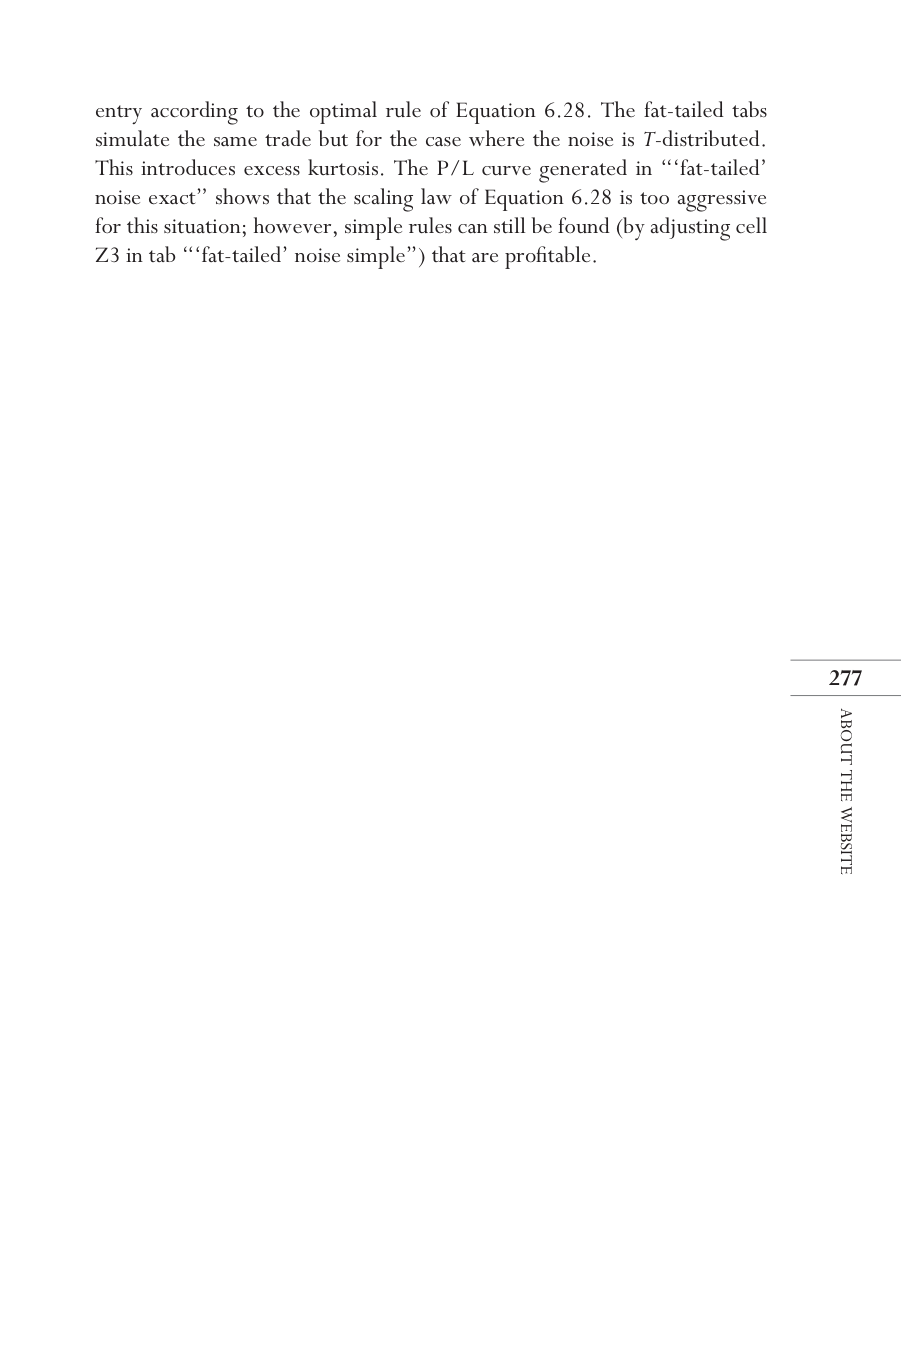 entry according to the optimal rule of Equation 6.28. The fat-tailed tabs
simulate the same trade but for the case where the noise is T-distributed.
This introduces excess kurtosis. The P/L curve generated in “‘fat-tailed’
noise exact” shows that the scaling law of Equation 6.28 is too aggressive
for this situation; however, simple rules can still be found (by adjusting cell
Z3 in tab “‘fat-tailed’ noise simple”) that are profitable.
277
ABOUT THE WEBSITE